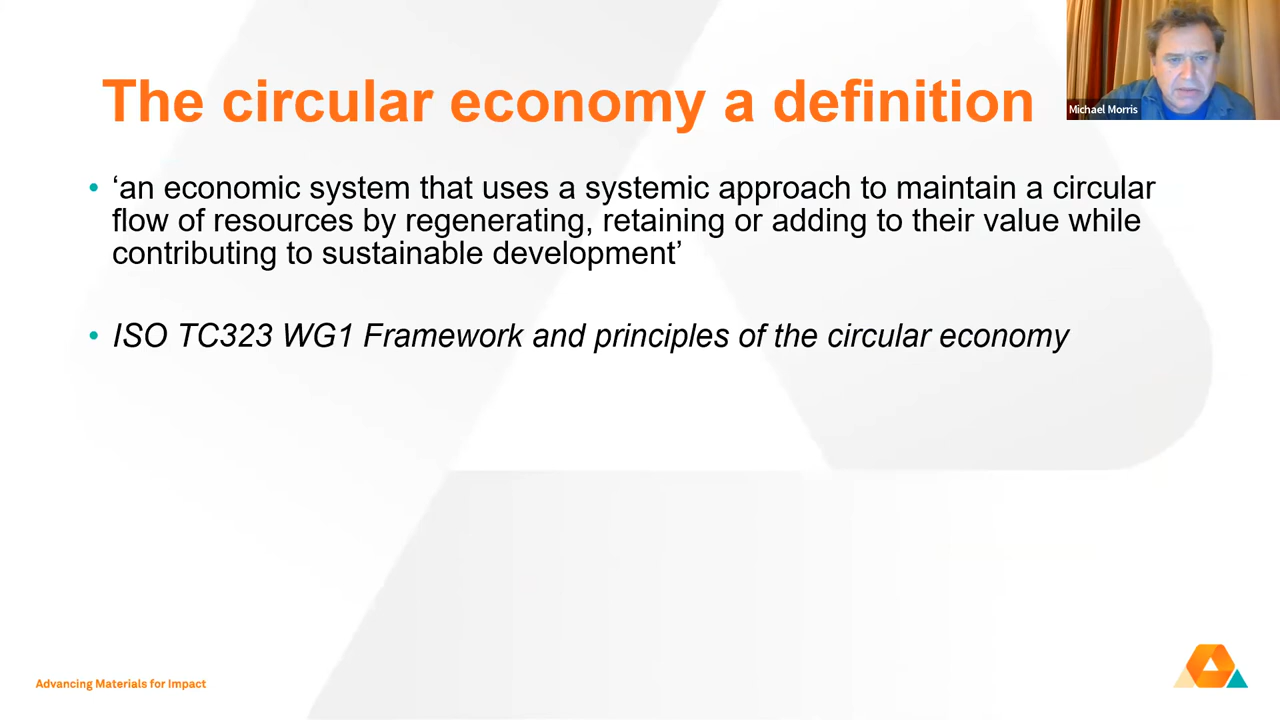 The circular economy a definition
Michael Morris
• ‘an economic system that uses a systemic approach to maintain a circular
flow of resources by regenerating, retaining or adding to their value while
contributing to sustainable development’
• ISO TC323 WG1 Framework and principles of the circular economy
Advancing Materials for Impact